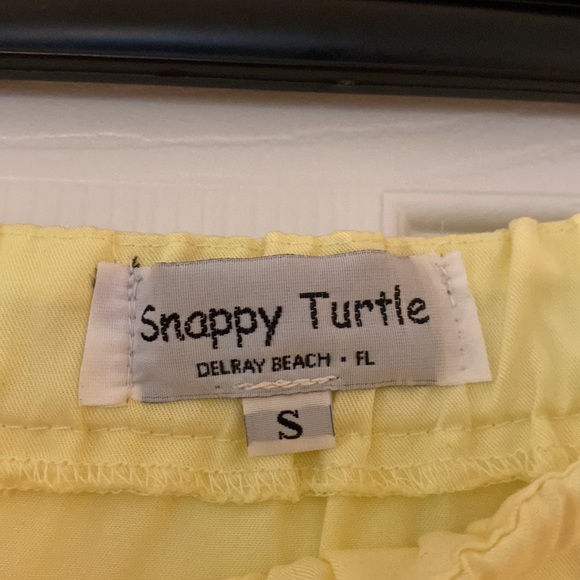 Snappy Turtle
DELRAY BEACH • FL
S